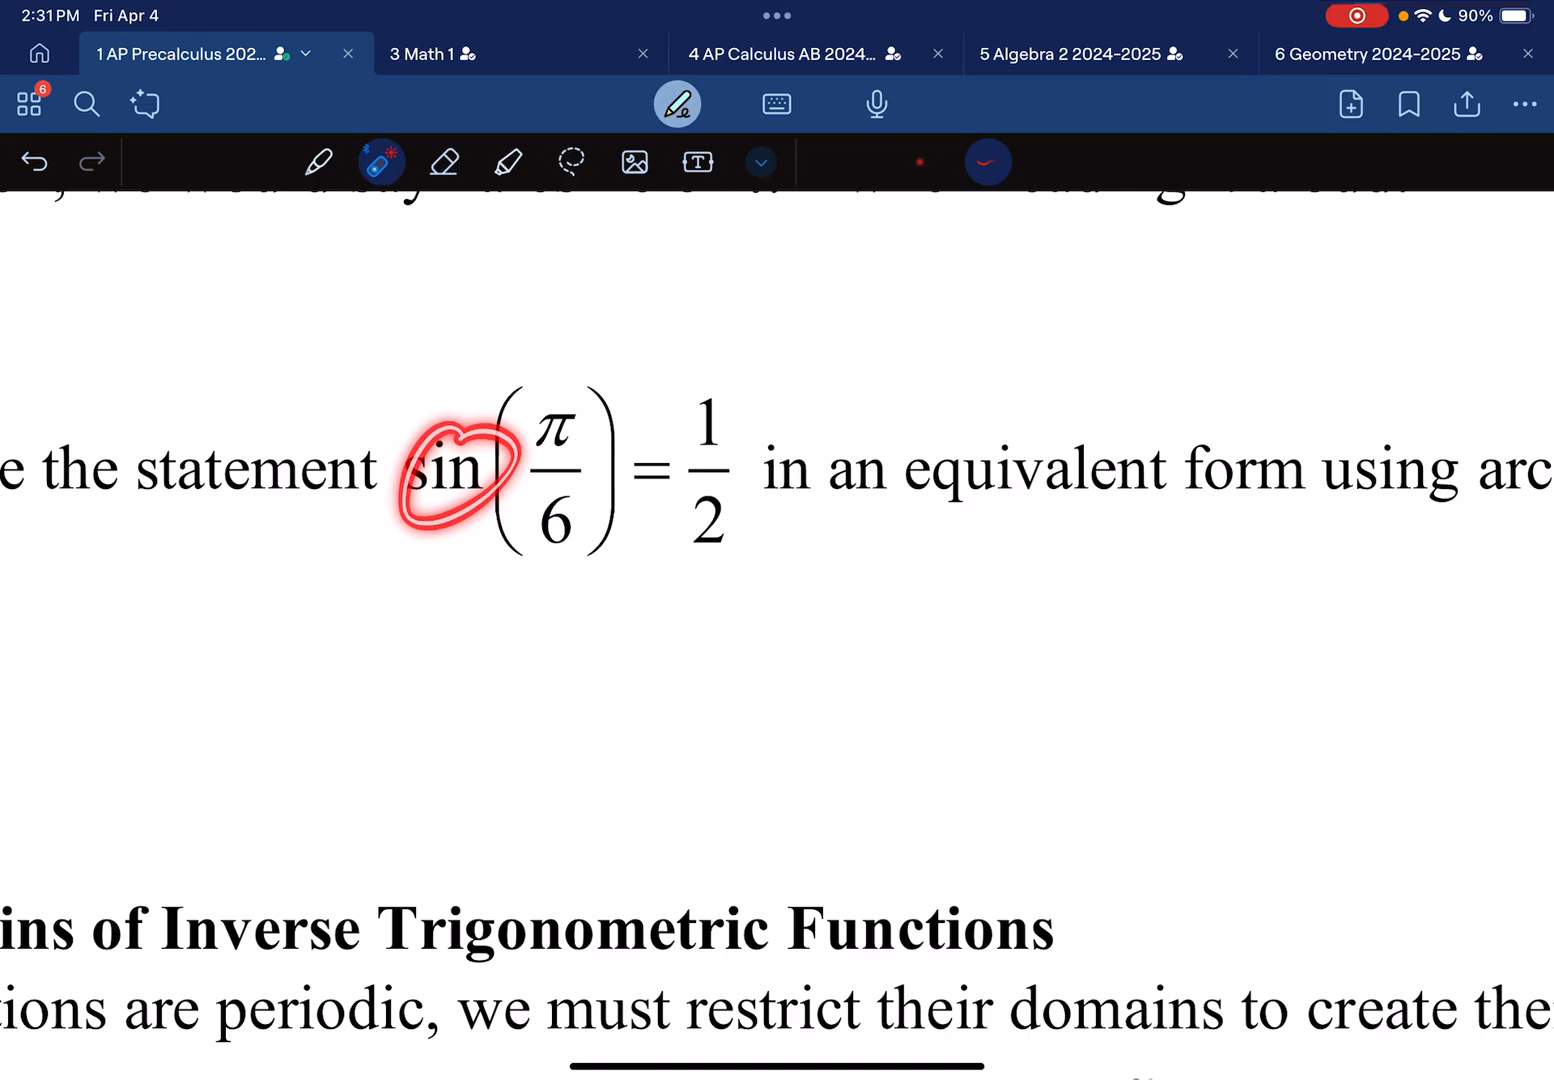 2:31 PM Fri Apr 4
90%
1 AP Precalculus 202...
3 Math 1
4 AP Calculus AB 2024...
5 Algebra 2 2024-2025
6 Geometry 2024-2025
6
T
e the statement sin(π/6) = 1/2 in an equivalent form using arc
ins of Inverse Trigonometric Functions
tions are periodic, we must restrict their domains to create the